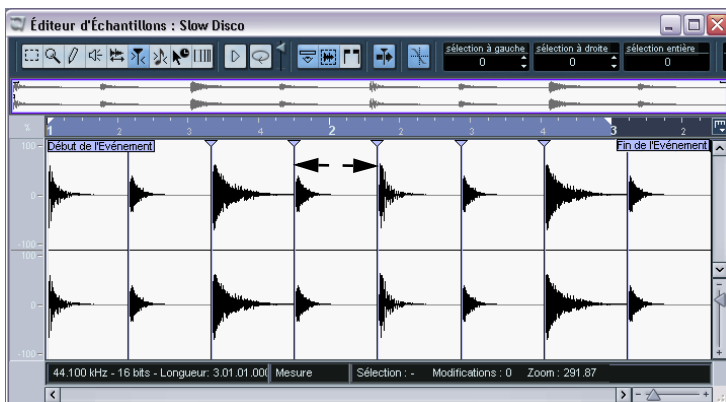 Éditeur d'Échantillons : Slow Disco
sélection à gauche sélection à droite sélection entière
0 0 0
% 1 2 3 4 2 2 3 4 3 2
Début de l'Evénement Fin de l'Evénement
100
0
-100
100
0
-100
44.100 kHz - 16 bits - Longueur: 3.01.01.00 Mesure Sélection : - Modifications : 0 Zoom : 291.87